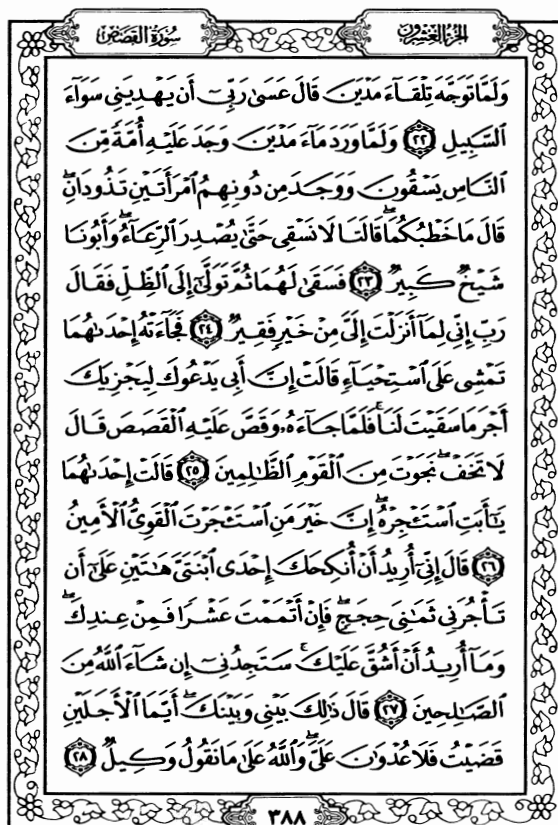 الجزء العشرون
سورة القصص
وَلَمَّا تَوَجَّهَ تِلْقَآءَ مَدْيَنَ قَالَ عَسَىٰ رَبِّىٓ أَن يَهْدِيَنِى سَوَآءَ
ٱلسَّبِيلِ ٢٢ وَلَمَّا وَرَدَ مَآءَ مَدْيَنَ وَجَدَ عَلَيْهِ أُمَّةً مِّنَ
ٱلنَّاسِ يَسْقُونَ وَوَجَدَ مِن دُونِهِمُ ٱمْرَأَتَيْنِ تَذُودَانِۖ
قَالَ مَا خَطْبُكُمَاۖ قَالَتَا لَا نَسْقِى حَتَّىٰ يُصْدِرَ ٱلرِّعَآءُۖ وَأَبُونَا
شَيْخٌ كَبِيرٌ ٢٣ فَسَقَىٰ لَهُمَا ثُمَّ تَوَلَّىٰٓ إِلَى ٱلظِّلِّ فَقَالَ
رَبِّ إِنِّى لِمَآ أَنزَلْتَ إِلَىَّ مِنْ خَيْرٍ فَقِيرٌ ٢٤ فَجَآءَتْهُ إِحْدَىٰهُمَا
تَمْشِى عَلَى ٱسْتِحْيَآءٍ قَالَتْ إِنَّ أَبِى يَدْعُوكَ لِيَجْزِيَكَ
أَجْرَ مَا سَقَيْتَ لَنَاۚ فَلَمَّا جَآءَهُۥ وَقَصَّ عَلَيْهِ ٱلْقَصَصَ قَالَ
لَا تَخَفْۖ نَجَوْتَ مِنَ ٱلْقَوْمِ ٱلظَّٰلِمِينَ ٢٥ قَالَتْ إِحْدَىٰهُمَا
يَٰٓأَبَتِ ٱسْتَـْٔجِرْهُۖ إِنَّ خَيْرَ مَنِ ٱسْتَـْٔجَرْتَ ٱلْقَوِىُّ ٱلْأَمِينُ
٢٦ قَالَ إِنِّىٓ أُرِيدُ أَنْ أُنكِحَكَ إِحْدَى ٱبْنَتَىَّ هَٰتَيْنِ عَلَىٰٓ أَن
تَأْجُرَنِى ثَمَٰنِىَ حِجَجٍۖ فَإِنْ أَتْمَمْتَ عَشْرًا فَمِنْ عِندِكَۖ
وَمَآ أُرِيدُ أَنْ أَشُقَّ عَلَيْكَۚ سَتَجِدُنِىٓ إِن شَآءَ ٱللَّهُ مِنَ
ٱلصَّٰلِحِينَ ٢٧ قَالَ ذَٰلِكَ بَيْنِى وَبَيْنَكَۖ أَيَّمَا ٱلْأَجَلَيْنِ
قَضَيْتُ فَلَا عُدْوَٰنَ عَلَىَّۖ وَٱللَّهُ عَلَىٰ مَا نَقُولُ وَكِيلٌ ٢٨
٣٨٨